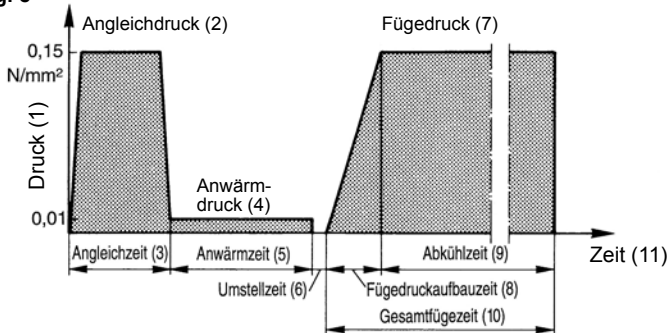 Angleichdruck (2)
Fügedruck (7)
0,15
N/mm²
Druck (1)
Anwärm-
druck (4)
0,01
Angleichzeit (3)
Anwärmzeit (5)
Abkühlzeit (9)
Zeit (11)
Umstellzeit (6)
Fügedruckaufbauzeit (8)
Gesamtfügezeit (10)